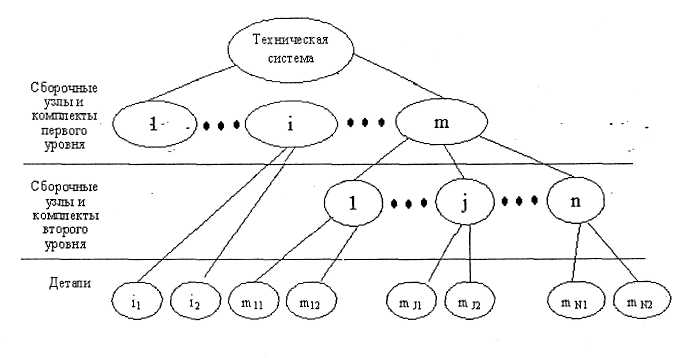 Техническая
система
Сборочные
узлы и
комплекты
первого
уровня
1 ••• i ••• m
Сборочные
узлы и
комплекты
второго
уровня
1 ••• j ••• n
Детали
i1 i2 m11 m12 mJ1 mJ2 mN1 mN2